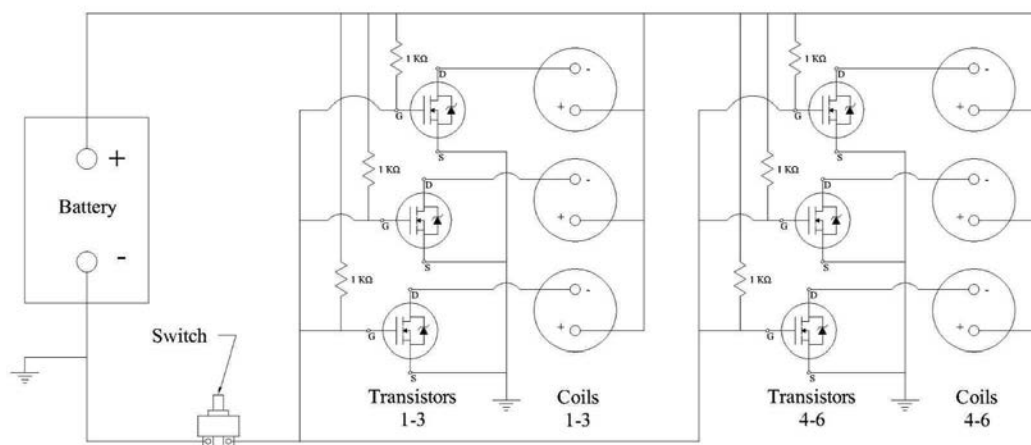 1 KΩ
D
-
+
G
S
1 KΩ
D
-
+
G
S
1 KΩ
D
-
+
G
S
1 KΩ
D
-
+
G
S
1 KΩ
D
-
+
G
S
1 KΩ
D
-
+
G
S
+
Battery
-
Switch
Transistors
1-3
Coils
1-3
Transistors
4-6
Coils
4-6